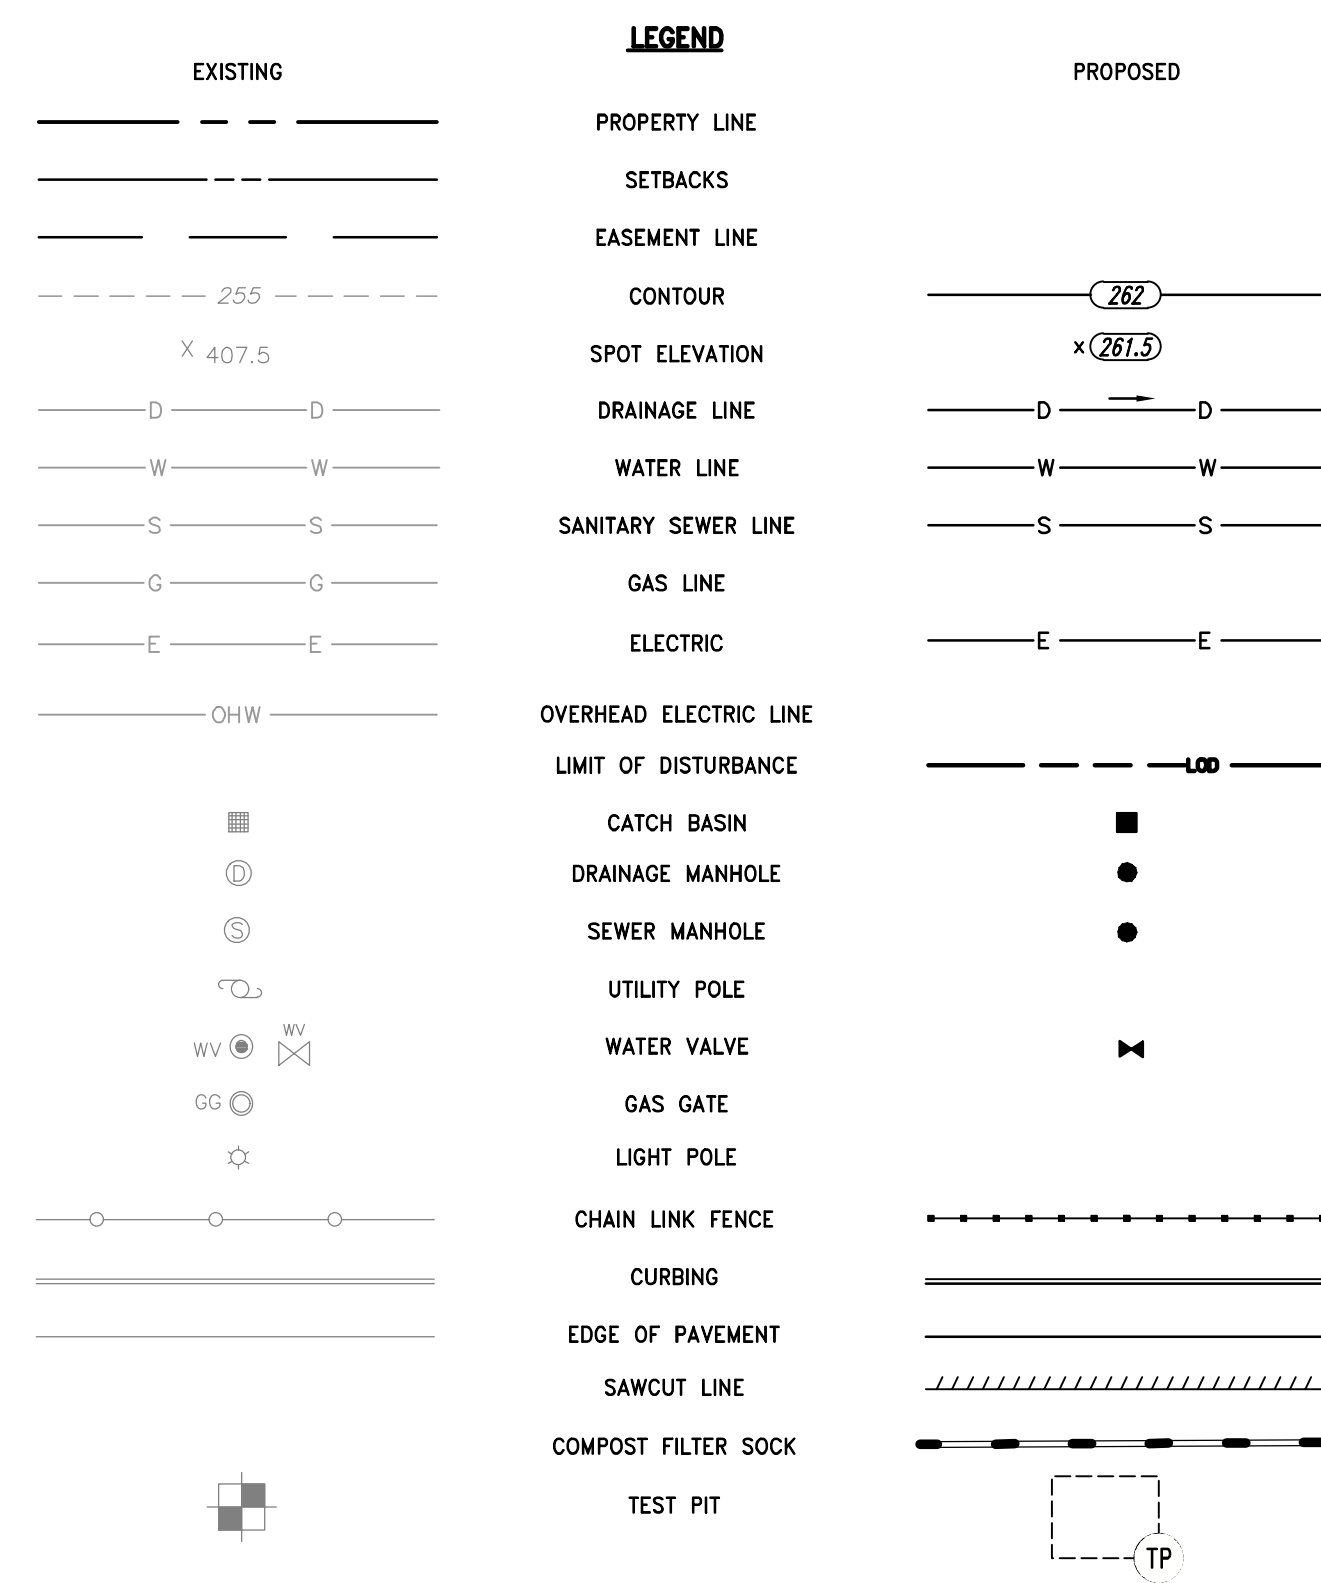 LEGEND
EXISTING PROPOSED
PROPERTY LINE
SETBACKS
EASEMENT LINE
255 CONTOUR 262
X 407.5 SPOT ELEVATION x 261.5
D D DRAINAGE LINE D D
W W WATER LINE W W
S S SANITARY SEWER LINE S S
G G GAS LINE
E E ELECTRIC E E
OHW OVERHEAD ELECTRIC LINE
LIMIT OF DISTURBANCE LOD
CATCH BASIN
D DRAINAGE MANHOLE
S SEWER MANHOLE
UTILITY POLE
WV
WV WATER VALVE
GG GAS GATE
LIGHT POLE
CHAIN LINK FENCE
CURBING
EDGE OF PAVEMENT
SAWCUT LINE
COMPOST FILTER SOCK
TEST PIT
TP